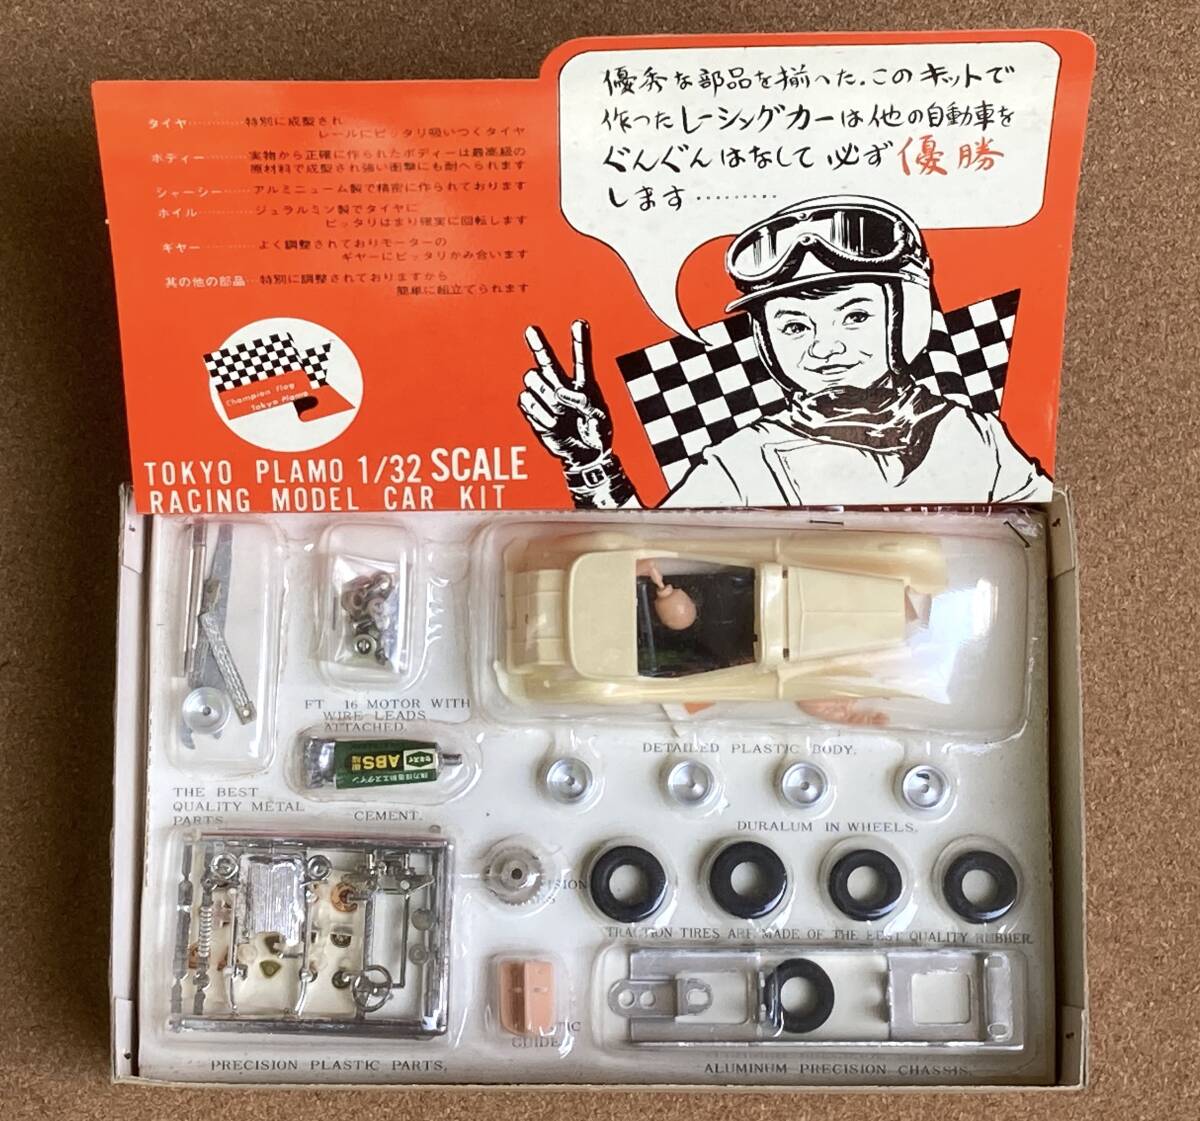 優秀な部品を揃へた.このキットで
作ったレーシングカーは他の自動車を
ぐんぐんはなして必ず優勝
します………
タイヤ…………特別に成型され
レールにピッタリ吸いつくタイヤ
ボディー………実物から正確に作られたボディーは最高級の
原材料で成型され強い衝撃にも耐へられます
シャーシー……アルミニューム製で精密に作られております
ホイル…………ジュラルミン製でタイヤに
ピッタリはまり確実に回転します
ギヤー…………よく調整されておりモーターの
ギヤーにピッタリかみ合います
其の他の部品…特別に調整されておりますから
簡単に組立てられます
Champion flag
Tokyo Plamo
TOKYO PLAMO 1/32 SCALE
RACING MODEL CAR KIT
FT 16 MOTOR WITH
WIRE LEADS
ATTACHED.
DETAILED PLASTIC BODY.
セキスイ
ABS
THE BEST
QUALITY METAL
PARTS.
CEMENT.
DURALUM IN WHEELS.
TRACTION TIRES ARE MADE OF THE BEST QUALITY RUBBER.
GUIDE
PRECISION PLASTIC PARTS.
ALUMINUM PRECISION CHASSIS.